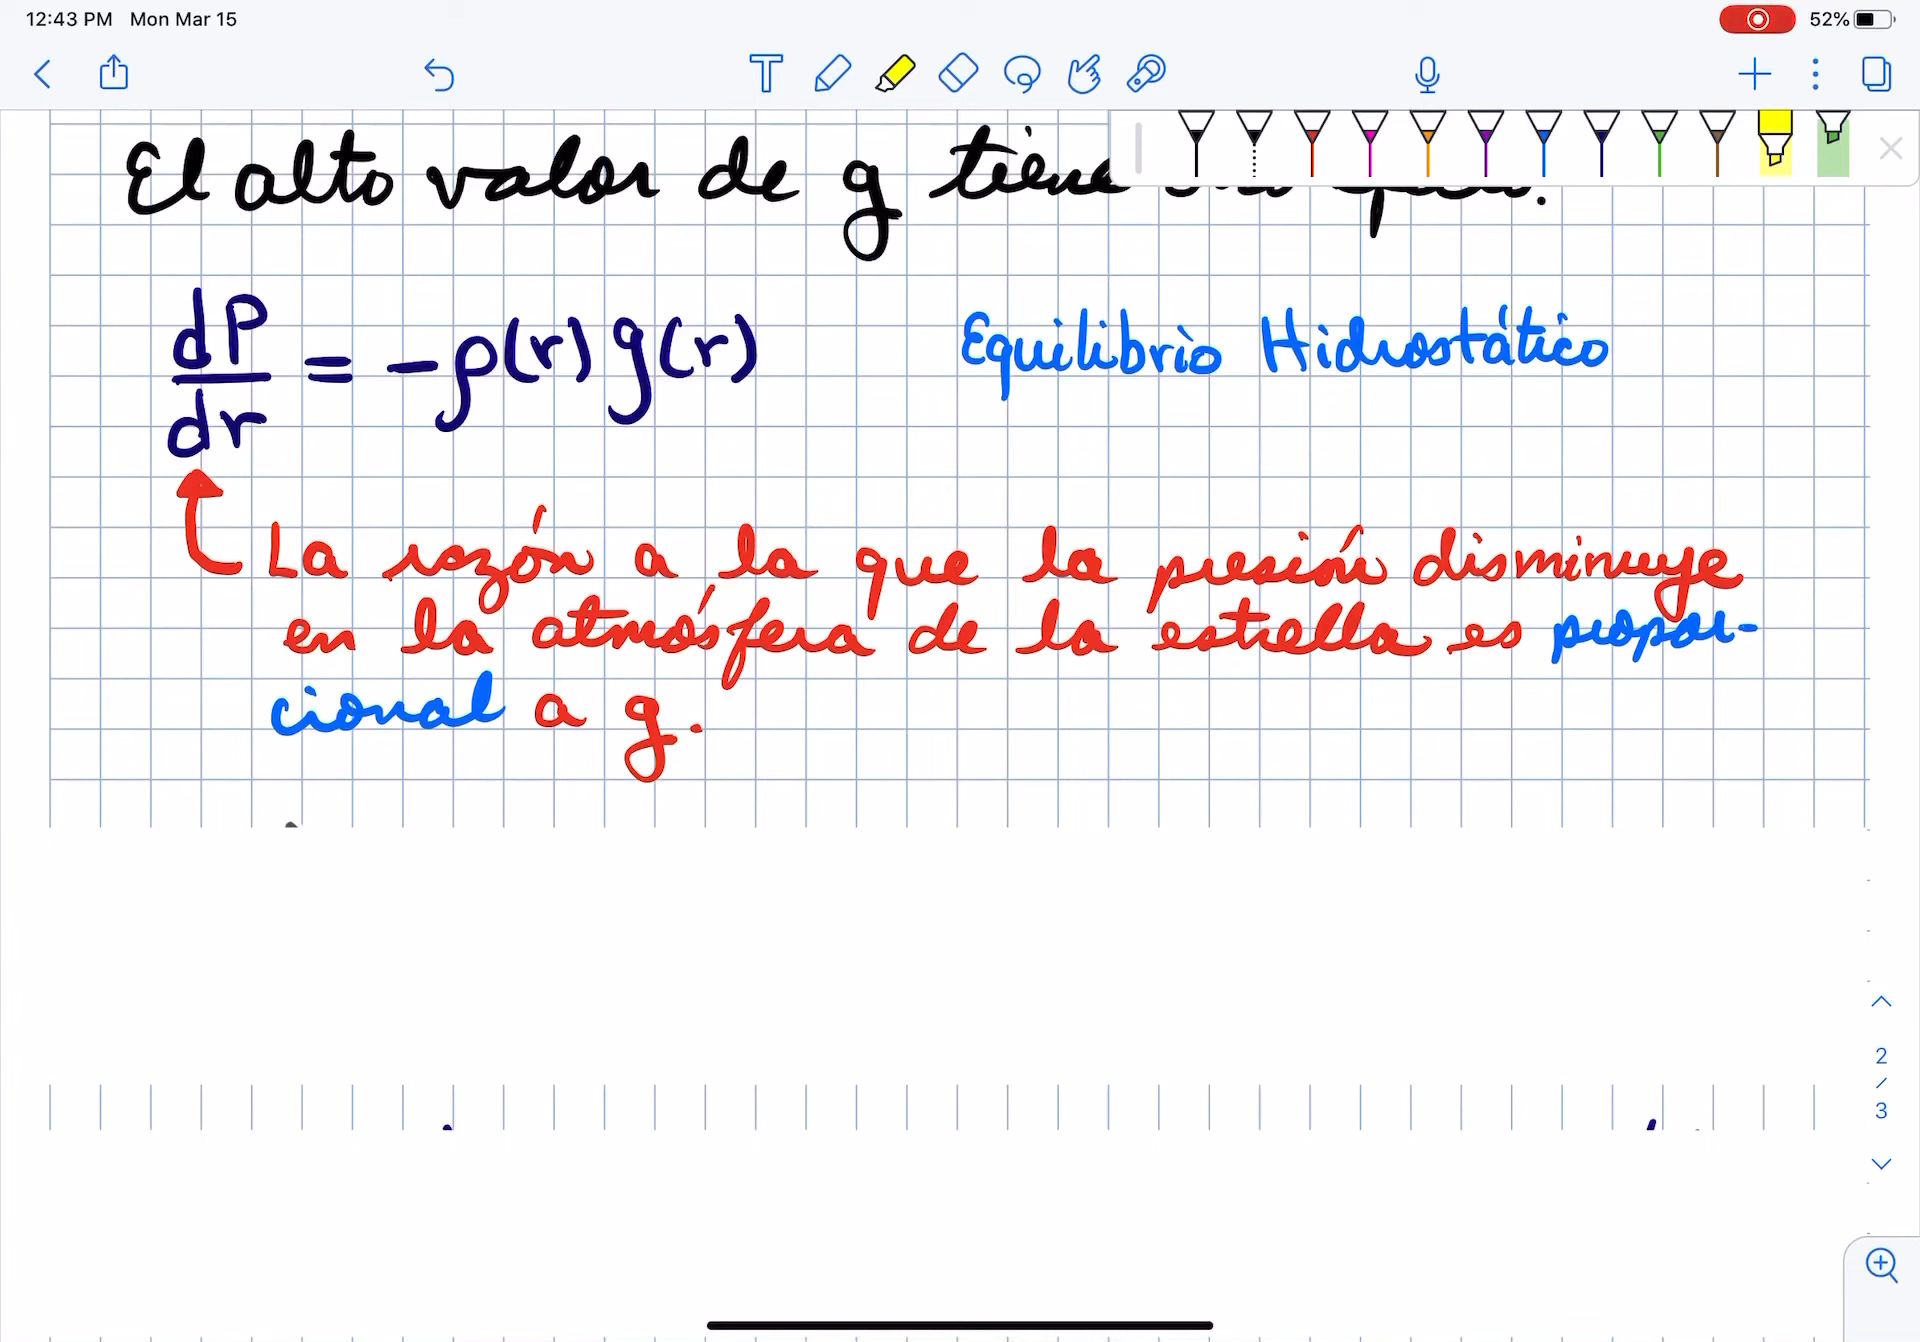 12:43 PM Mon Mar 15
52%
El alto valor de g tiene
dP/dr = -ρ(r) g(r)
Equilibrio Hidrostático
La razón a la que la presión disminuye
en la atmósfera de la estrella es propor-
cional a g.
2
/
3